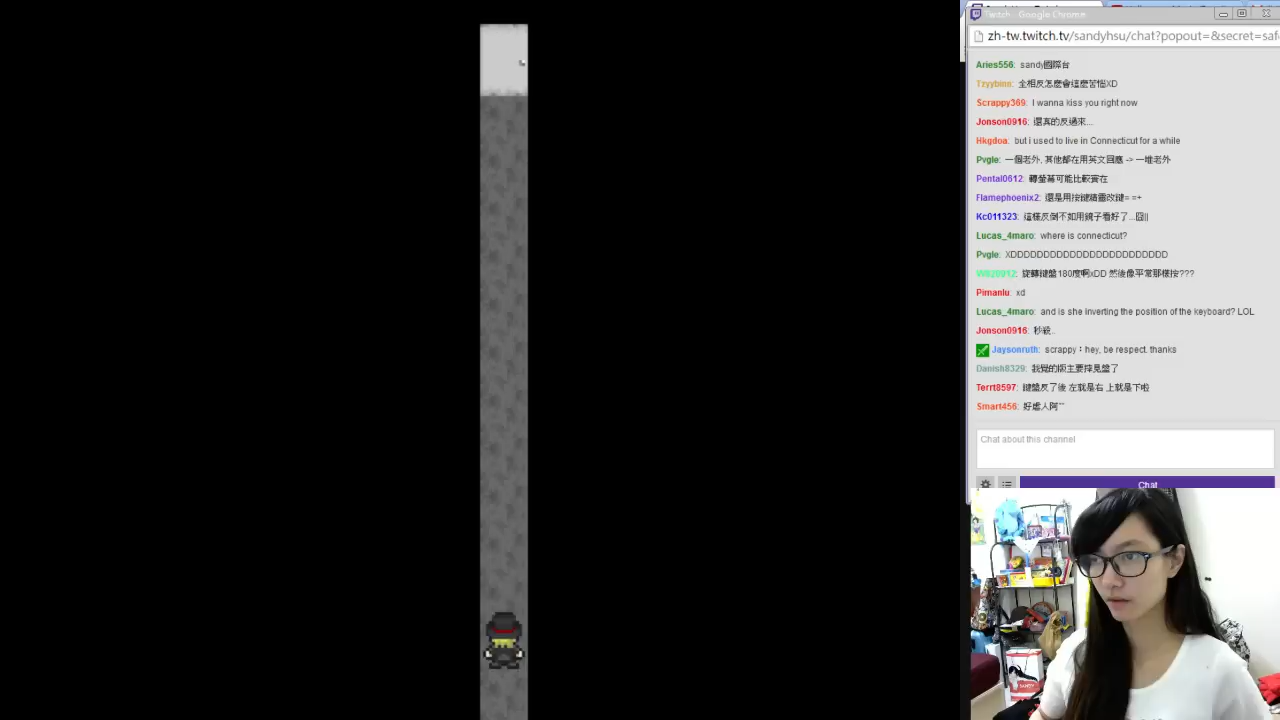 Twitch - Google Chrome
zh-tw.twitch.tv/sandyhsu/chat?popout=&secret=saf
Aries556: sandy國際台
Tzyybinn: 全相反怎麼會這麼苦惱XD
Scrappy369: I wanna kiss you right now
Jonson0916: 還真的反過來...
Hkgdoa: but i used to live in Connecticut for a while
Pvgle: 一個老外, 其他都在用英文回應 -> 一堆老外
Pental0612: 轉螢幕可能比較實在
Flamephoenix2: 還是用按鍵精靈改鍵= =+
Kc011323: 這樣反倒不如用鏡子看好了...囧||
Lucas_4maro: where is connecticut?
Pvgle: XDDDDDDDDDDDDDDDDDDDDDDDD
旋轉鍵盤180度啊xDD 然後像平常那樣按???
Pimanlu: xd
Lucas_4maro: and is she inverting the position of the keyboard? LOL
Jonson0916: 秒殺..
Jaysonruth: scrappy：hey, be respect. thanks
Danish8329: 我覺的版主要摔鍵盤了
Terrt8597: 鍵盤反了後 左就是右 上就是下啦
Smart456: 好虐人阿^^
Chat about this channel
Chat